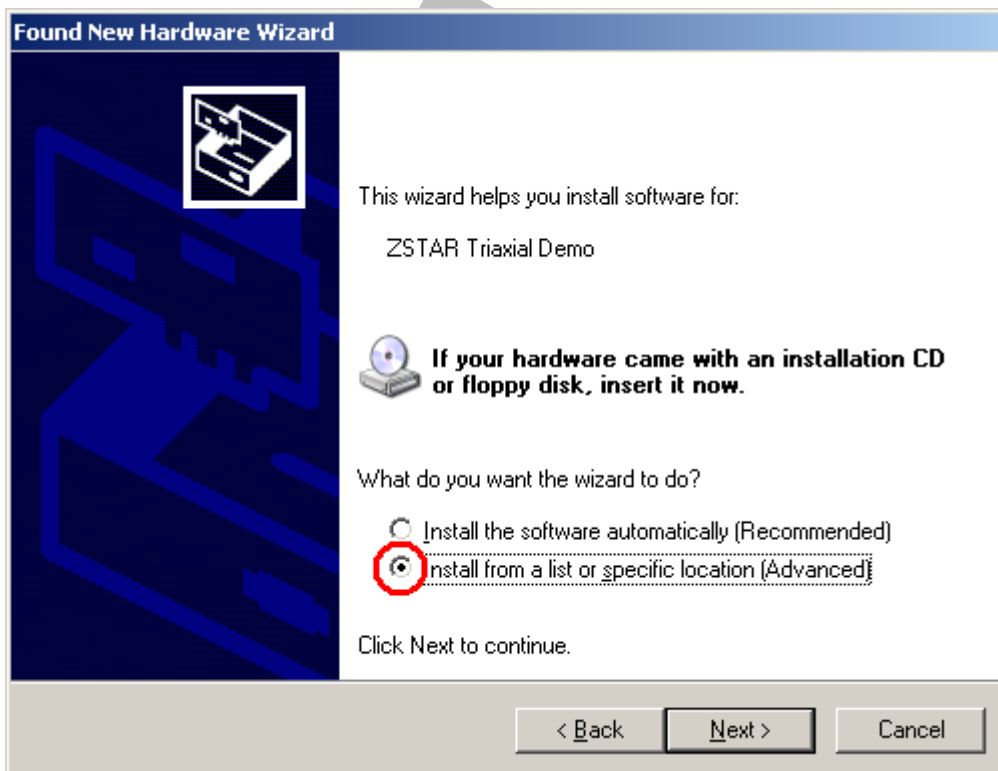 Found New Hardware Wizard
This wizard helps you install software for:
ZSTAR Triaxial Demo
If your hardware came with an installation CD
or floppy disk, insert it now.
What do you want the wizard to do?
Install the software automatically (Recommended)
Install from a list or specific location (Advanced)
Click Next to continue.
< Back Next > Cancel